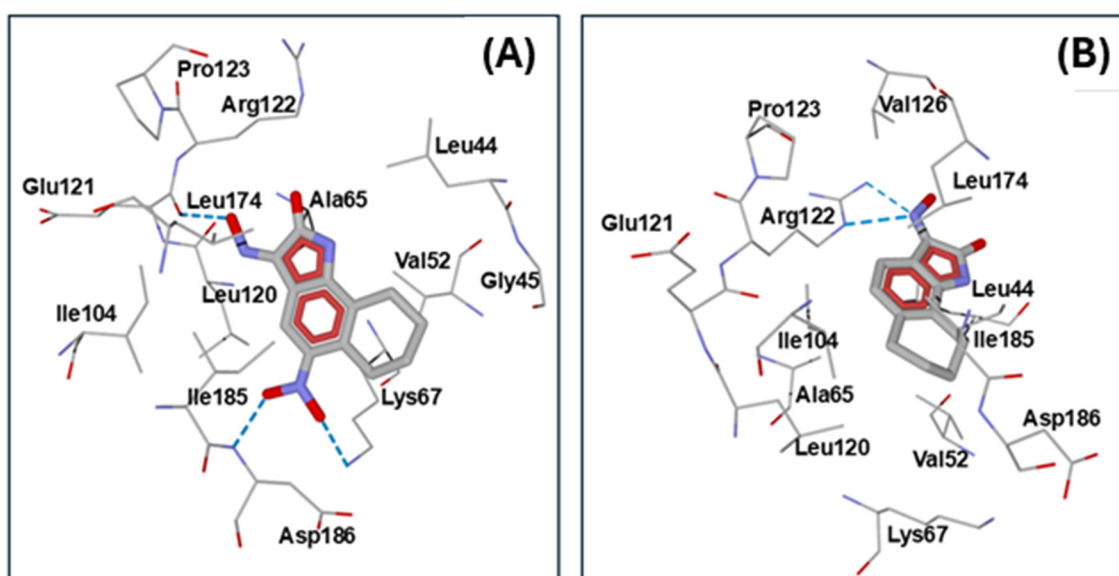 (A)
Pro123
Arg122
Leu44
Glu121
Leu174
Ala65
Val52
Gly45
Leu120
Ile104
Ile185
Lys67
Asp186
(B)
Pro123
Val126
Leu174
Glu121
Arg122
Leu44
Ile104
Ile185
Ala65
Asp186
Leu120
Val52
Lys67